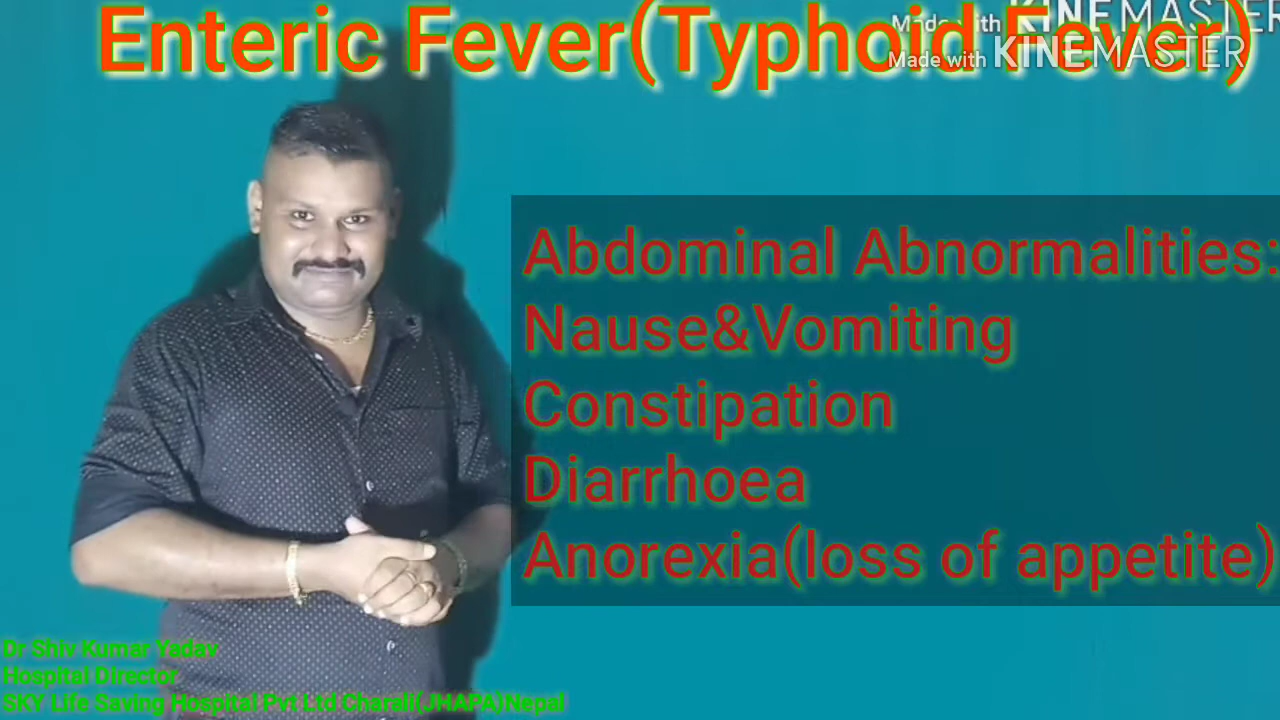 Enteric Fever(Typhoid Fever)
Made with KINEMASTER
Made with KINEMASTER
Abdominal Abnormalities:
Nause&Vomiting
Constipation
Diarrhoea
Anorexia(loss of appetite)
Dr Shiv Kumar Yadav
Hospital Director
SKY Life Saving Hospital Pvt Ltd Charali(JHAPA)Nepal